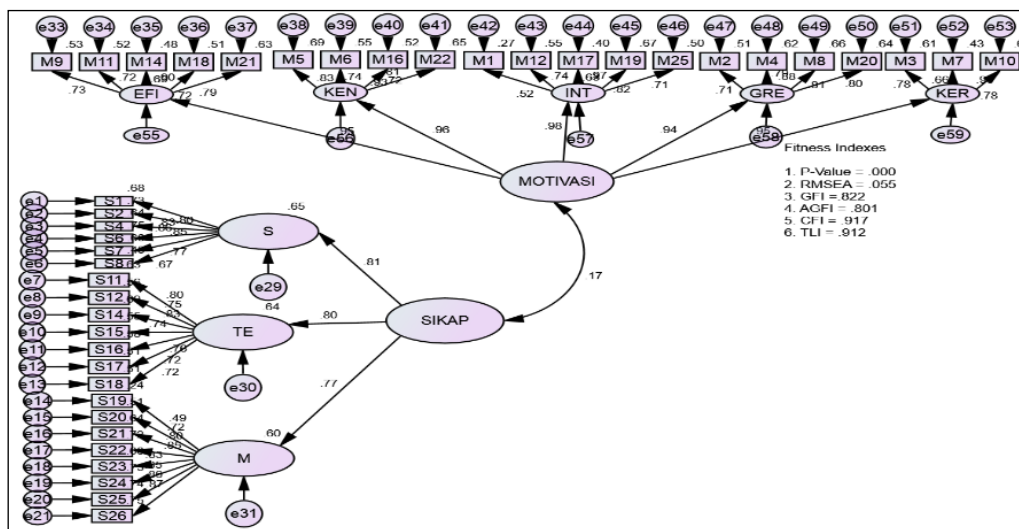 e33 e34 e35 e36 e37 e38 e39 e40 e41 e42 e43 e44 e45 e46 e47 e48 e49 e50 e51 e52 e53
.53 .52 .48 .51 .63 .69 .55 .52 .65 .27 .55 .40 .67 .50 .51 .62 .66 .64 .61 .43
M9 M11 M14 M18 M21 M5 M6 M16 M22 M1 M12 M17 M19 M25 M2 M4 M8 M20 M3 M7 M10
.73 .72 .72 .79 .83 .74 .52 .74 .82 .71 .71 .81 .80 .78 .66 .78
EFI KEN INT GRE KER
e55 e56 e57 e58 e59
.95 .96 .98 .94 .95
MOTIVASI
Fitness Indexes
1. P-Value = .000
2. RMSEA = .055
3. GFI =.822
4. AGFI = .801
5. CFI = .917
6. TLI = .912
17
SIKAP
.81
.80
.77
.65
S
e29
.64
TE
e30
.60
M
e31
.68
e1 S1
e2 S2
e3 S4
e4 S6
e5 S7
e6 S8
.77
.67
e7 S11
e8 S12
e9 S14
e10 S15
e11 S16
e12 S17
e13 S18
.80
.75
.83
.74
.72
.72
e14 S19
e15 S20
e16 S21
e17 S22
e18 S23
e19 S24
e20 S25
e21 S26
.49
.72
.87